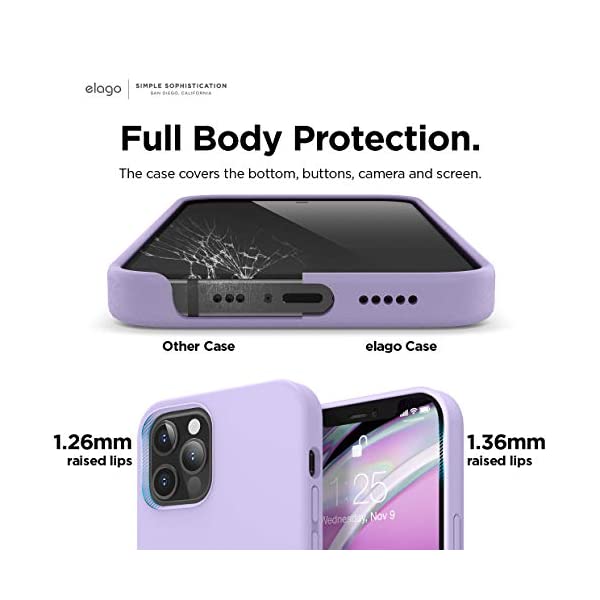 elago
SIMPLE SOPHISTICATION
SAN DIEGO, CALIFORNIA
Full Body Protection.
The case covers the bottom, buttons, camera and screen.
Other Case
elago Case
1.26mm
raised lips
1.36mm
raised lips
1:25
Wednesday, Nov 9